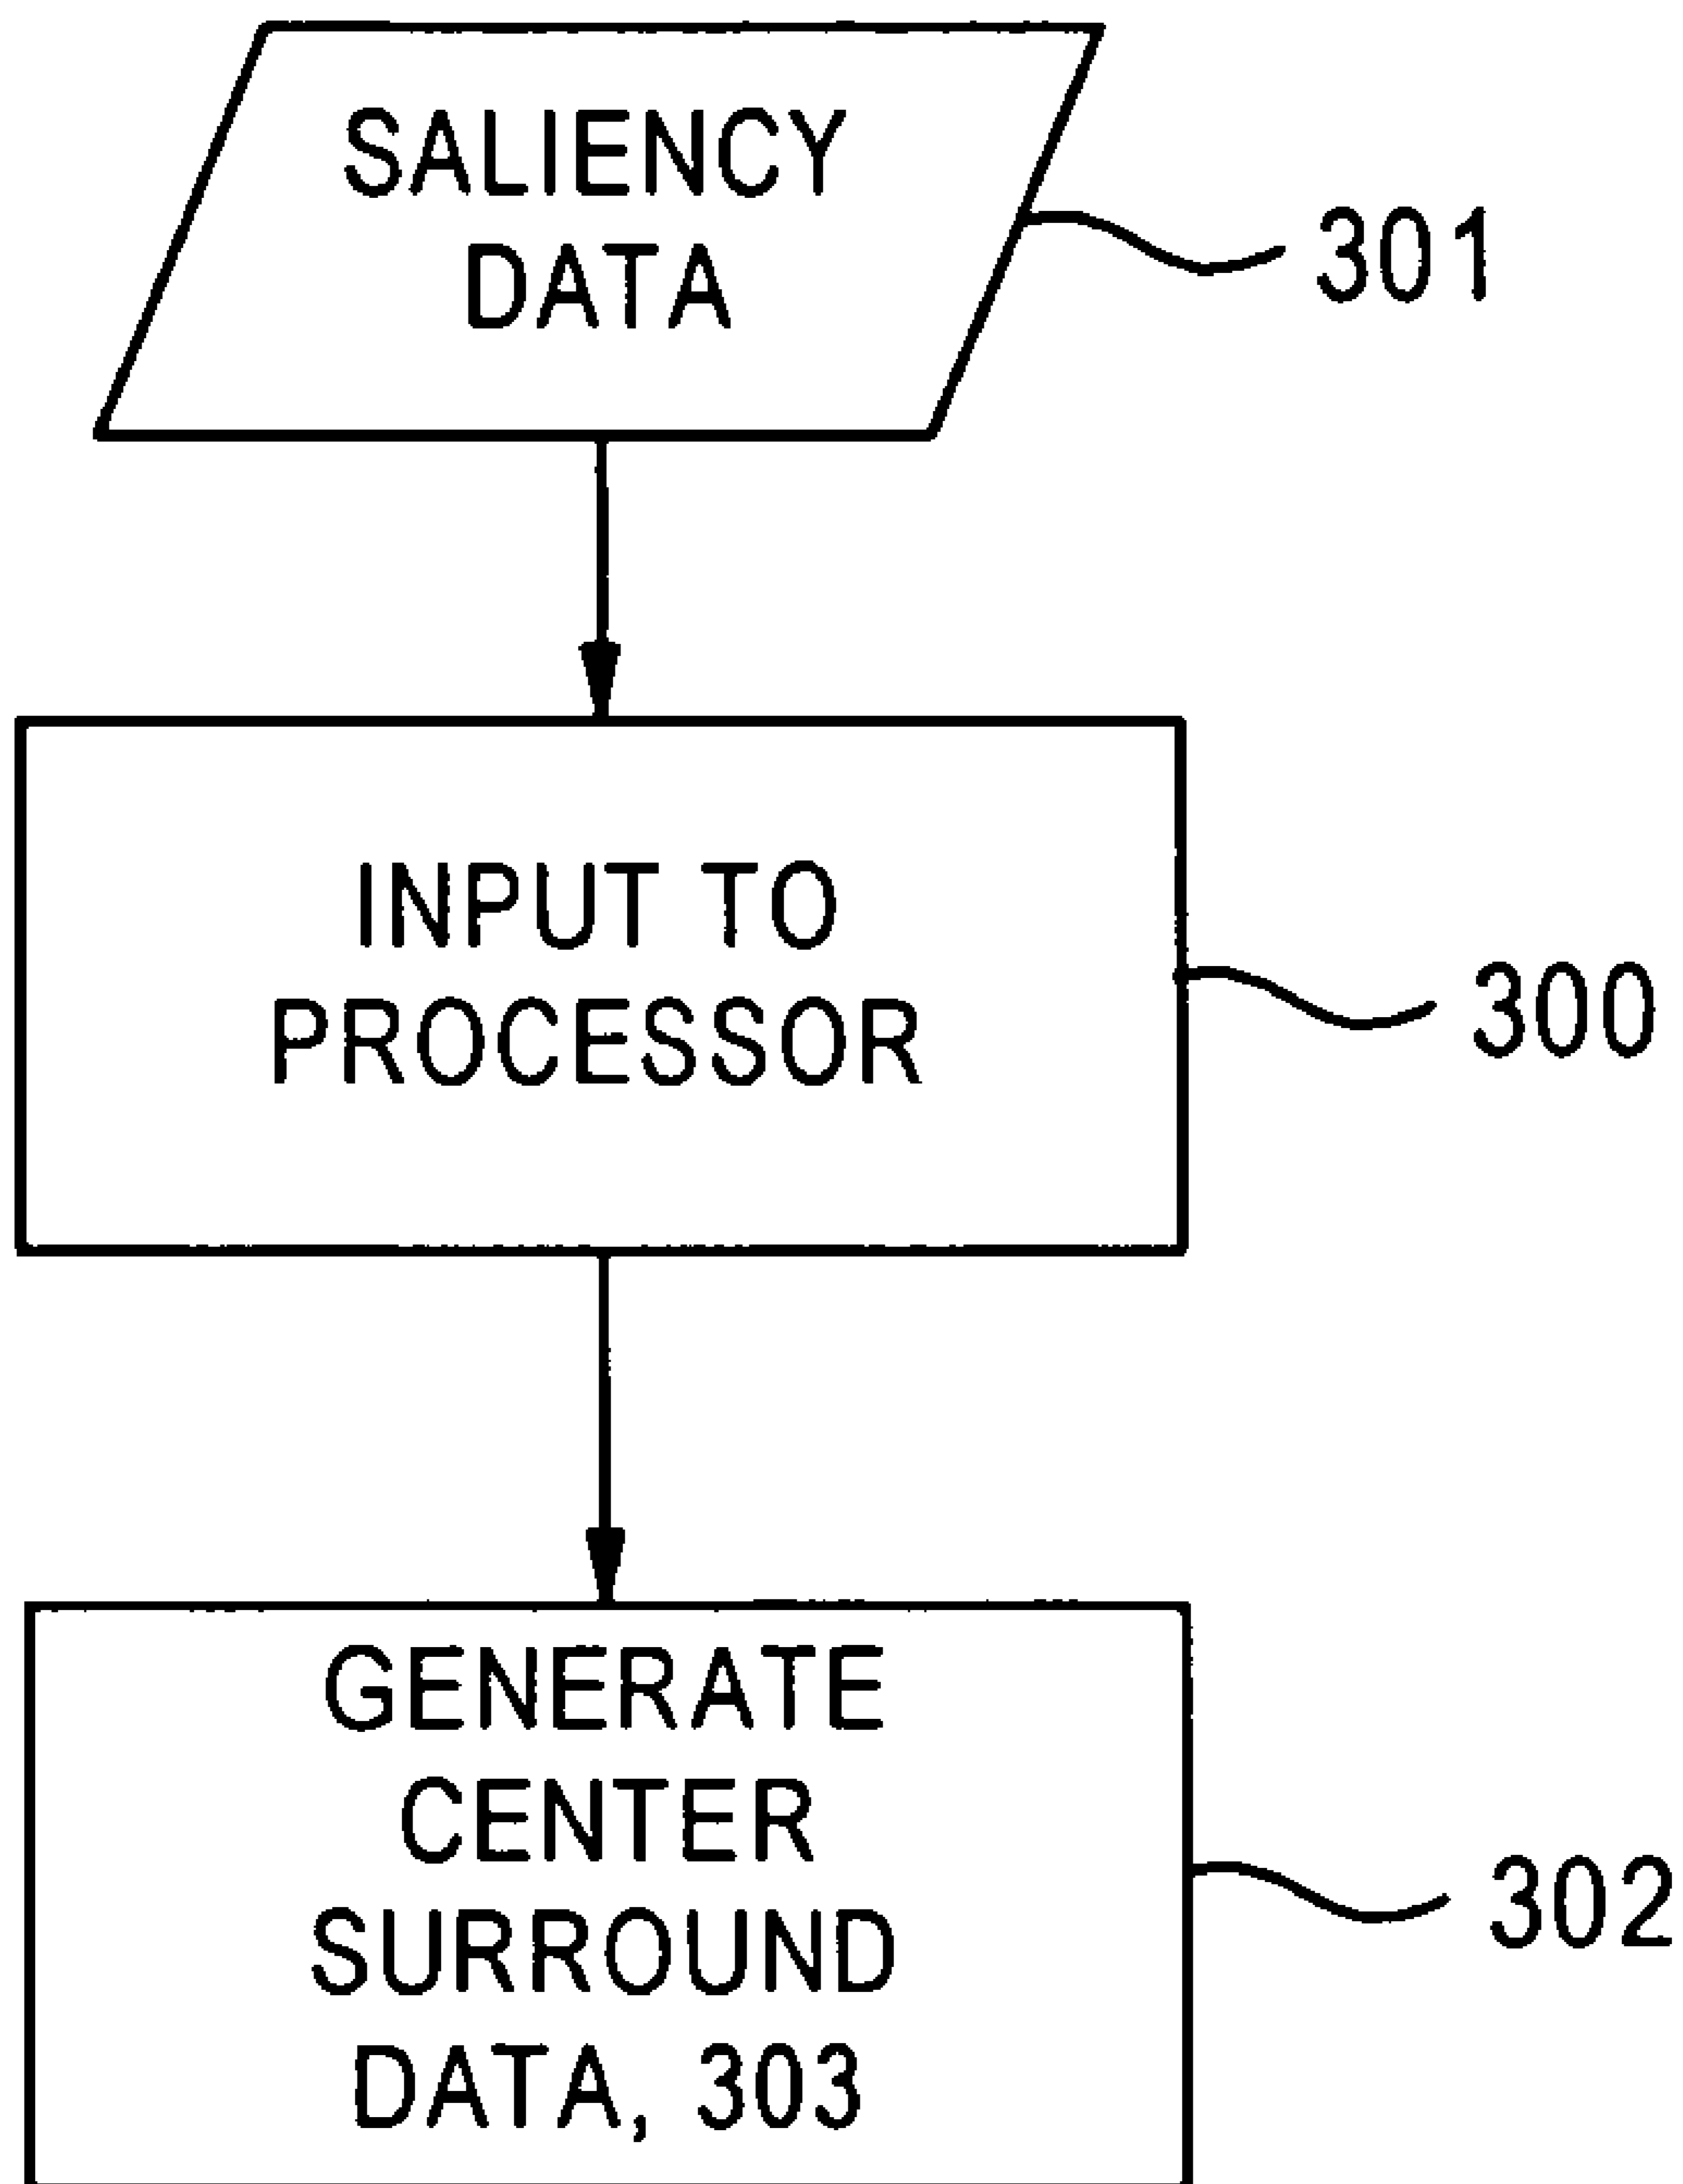 SALIENCY
DATA
301
INPUT TO
PROCESSOR
300
GENERATE
CENTER
SURROUND
DATA, 303
302